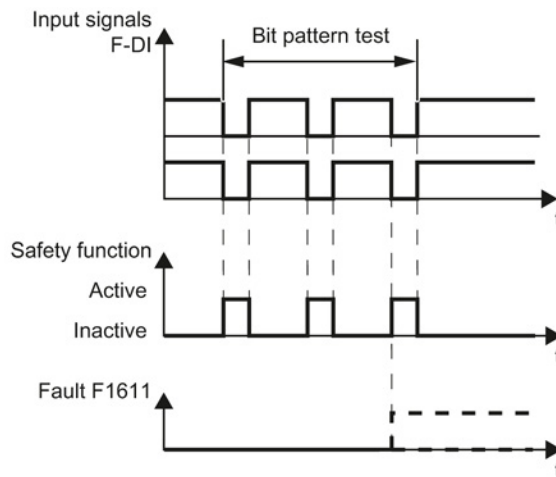 Input signals
F-DI
Bit pattern test
t
Safety function
Active
Inactive
t
Fault F1611
t